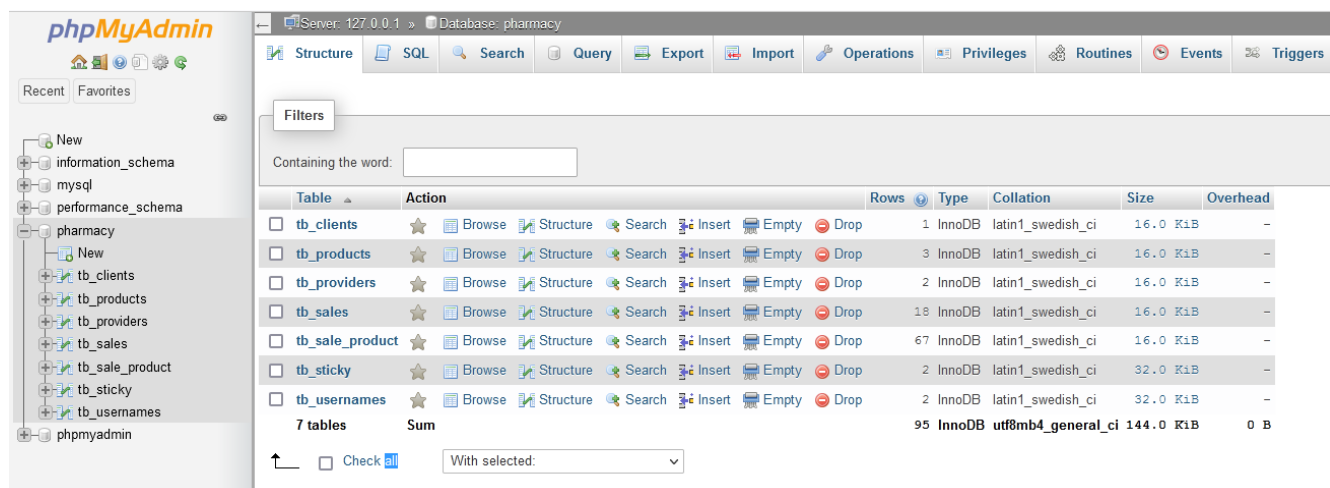 phpMyAdmin
Recent Favorites
New
information_schema
mysql
performance_schema
pharmacy
New
tb_clients
tb_products
tb_providers
tb_sales
tb_sale_product
tb_sticky
tb_usernames
phpmyadmin
Server: 127.0.0.1 » Database: pharmacy
Structure SQL Search Query Export Import Operations Privileges Routines Events Triggers
Filters
Containing the word:
Table Action Rows Type Collation Size Overhead
tb_clients Browse Structure Search Insert Empty Drop 1 InnoDB latin1_swedish_ci 16.0 KiB -
tb_products Browse Structure Search Insert Empty Drop 3 InnoDB latin1_swedish_ci 16.0 KiB -
tb_providers Browse Structure Search Insert Empty Drop 2 InnoDB latin1_swedish_ci 16.0 KiB -
tb_sales Browse Structure Search Insert Empty Drop 18 InnoDB latin1_swedish_ci 16.0 KiB -
tb_sale_product Browse Structure Search Insert Empty Drop 67 InnoDB latin1_swedish_ci 16.0 KiB -
tb_sticky Browse Structure Search Insert Empty Drop 2 InnoDB latin1_swedish_ci 32.0 KiB -
tb_usernames Browse Structure Search Insert Empty Drop 2 InnoDB latin1_swedish_ci 32.0 KiB -
7 tables Sum 95 InnoDB utf8mb4_general_ci 144.0 KiB 0 B
Check all With selected: